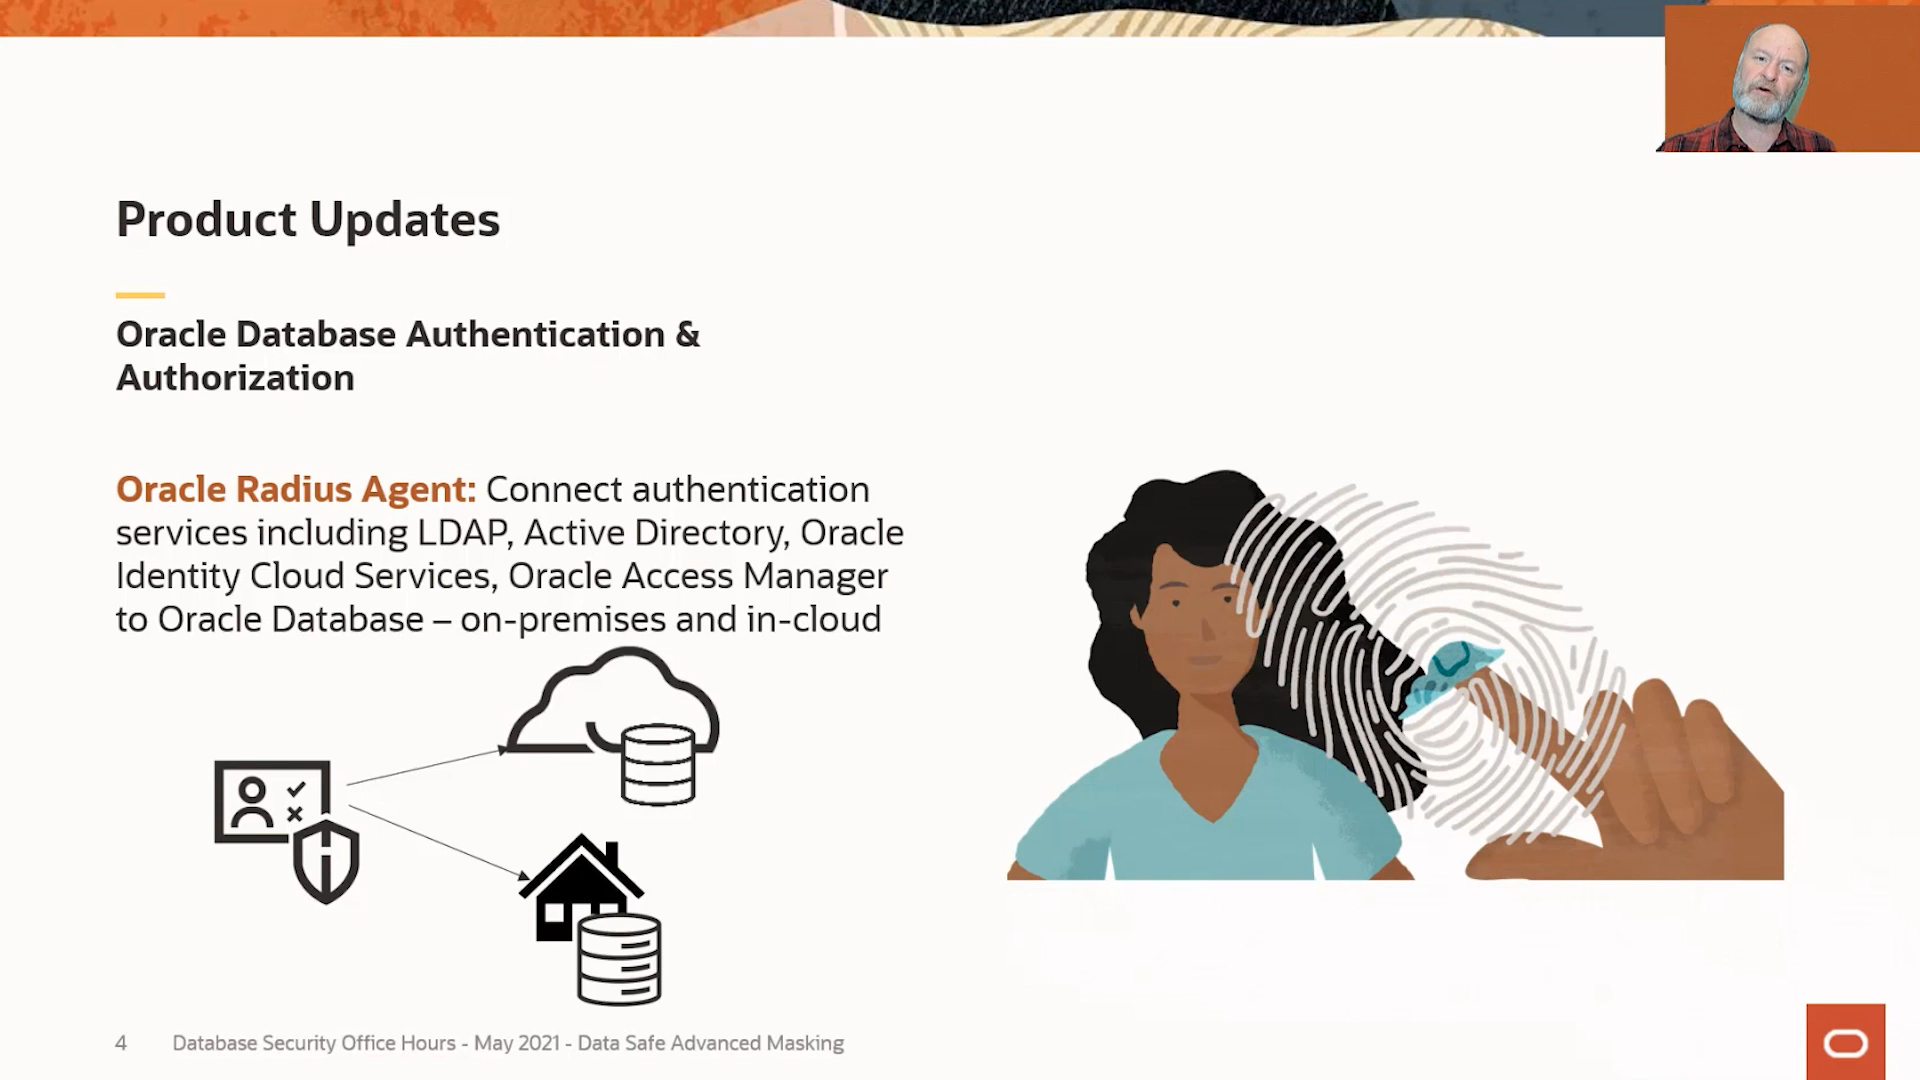 Product Updates
Oracle Database Authentication &
Authorization
Oracle Radius Agent: Connect authentication
services including LDAP, Active Directory, Oracle
Identity Cloud Services, Oracle Access Manager
to Oracle Database – on-premises and in-cloud
4 Database Security Office Hours - May 2021 - Data Safe Advanced Masking